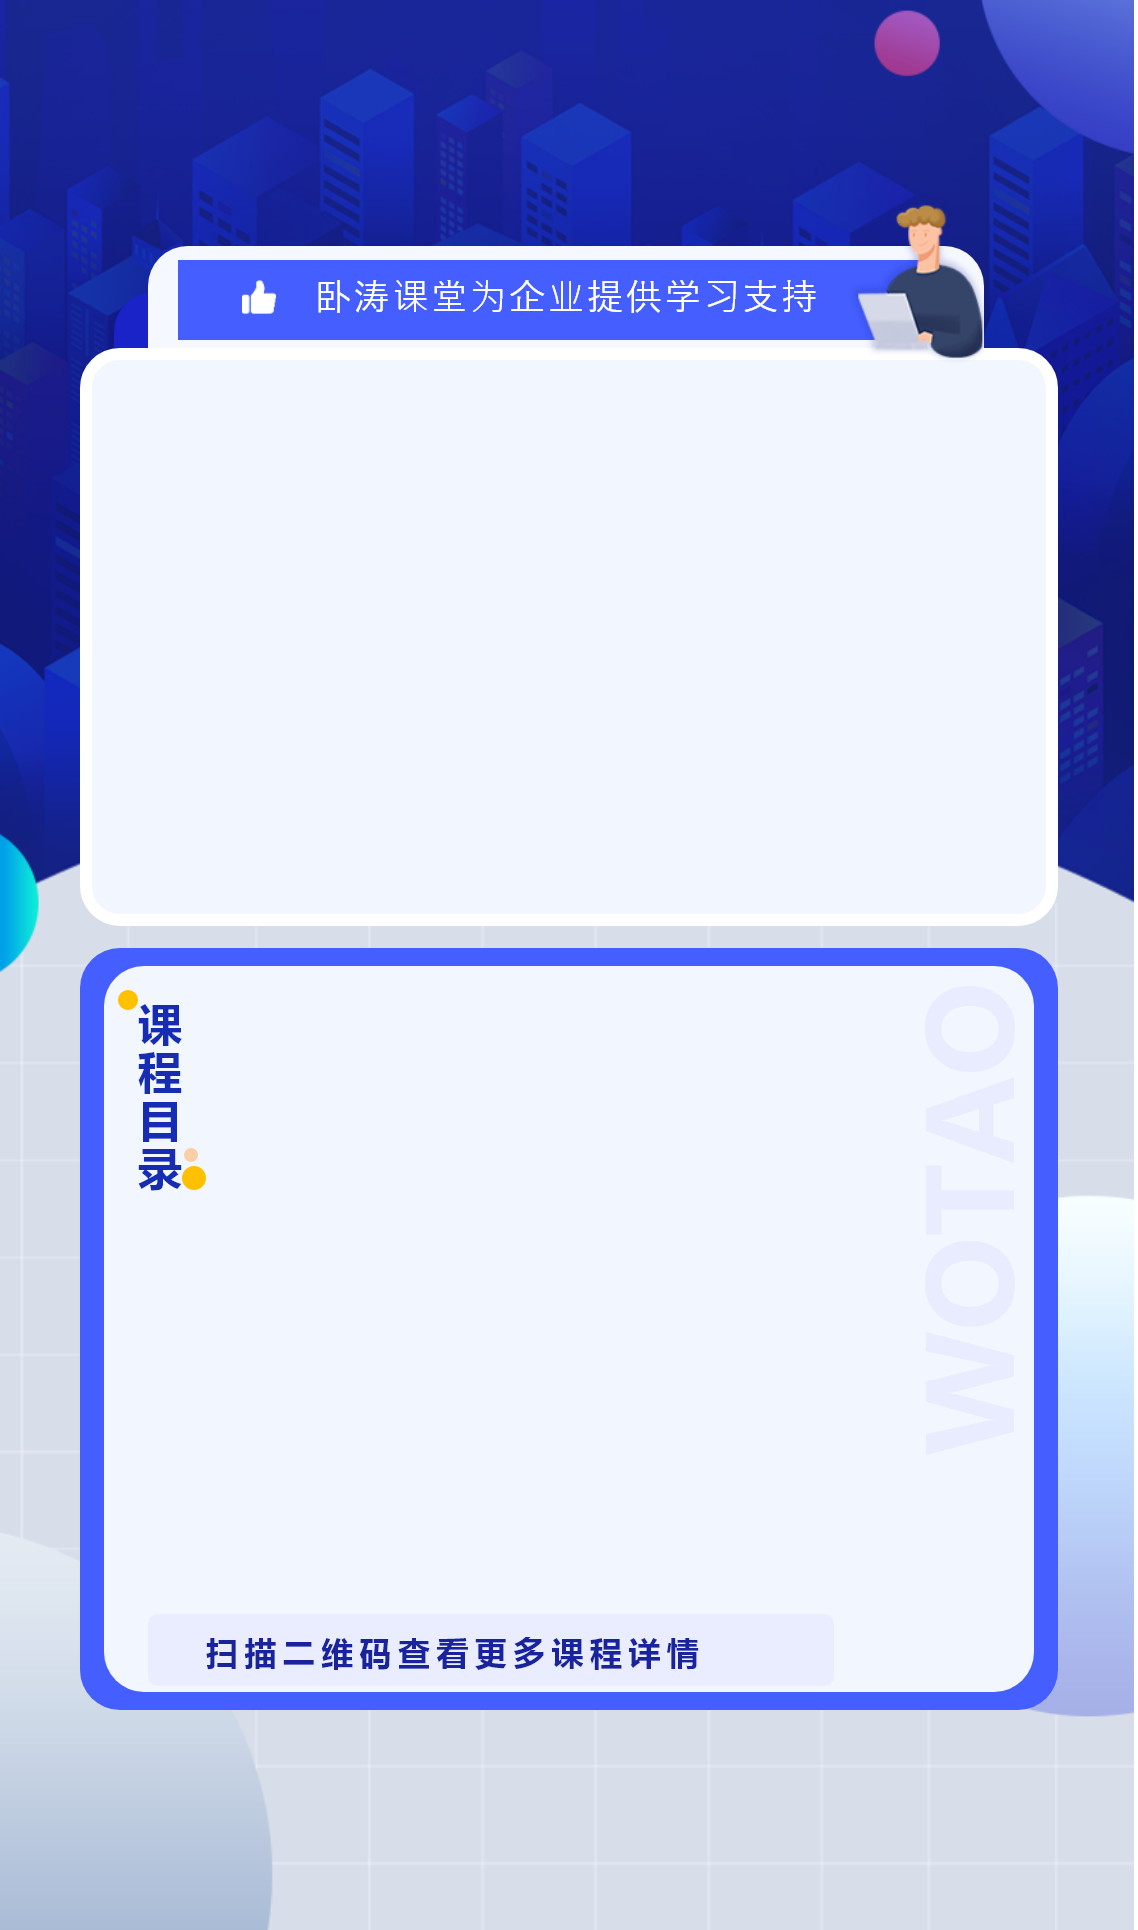 卧涛课堂为企业提供学习支持
课程目录
WOTAO
扫描二维码查看更多课程详情